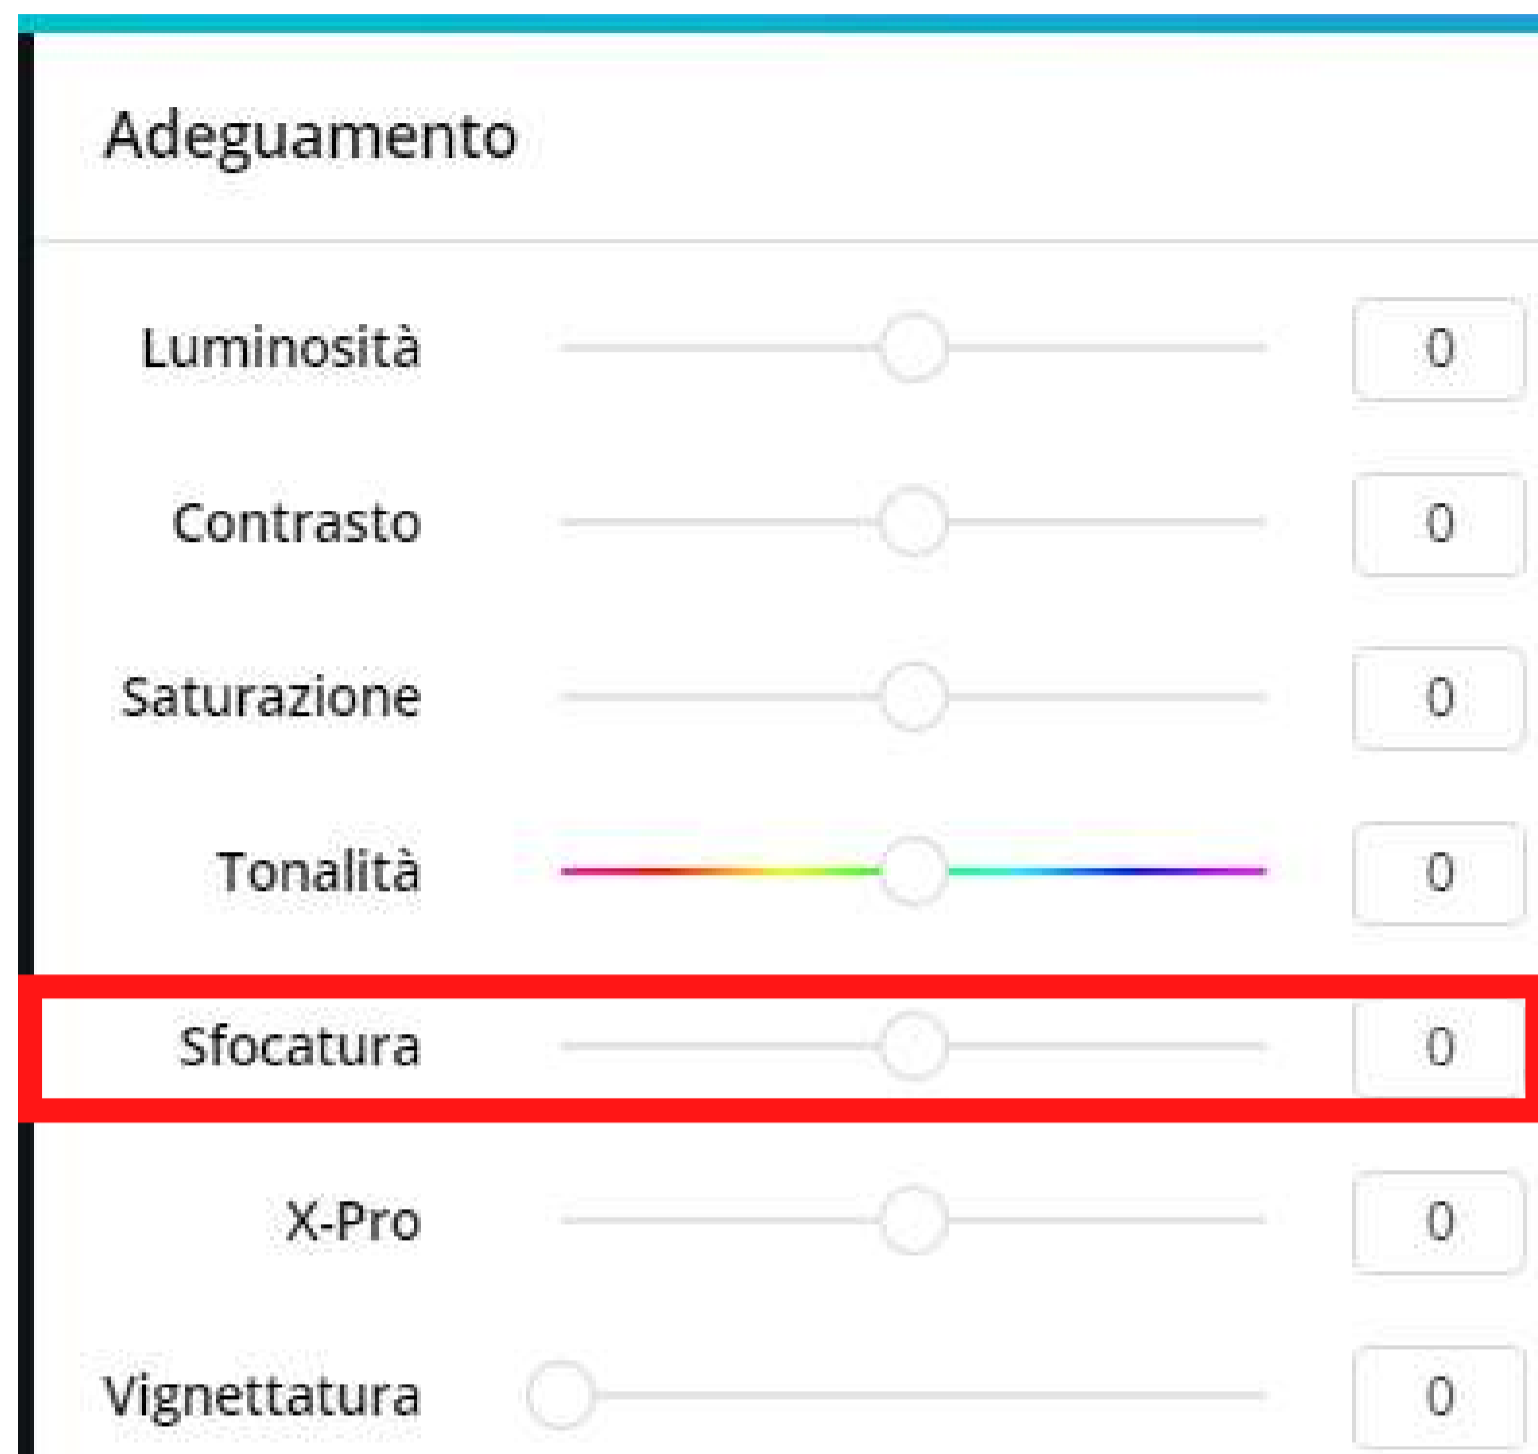 Adeguamento
Luminosità 0
Contrasto 0
Saturazione 0
Tonalità 0
Sfocatura 0
X-Pro 0
Vignettatura 0